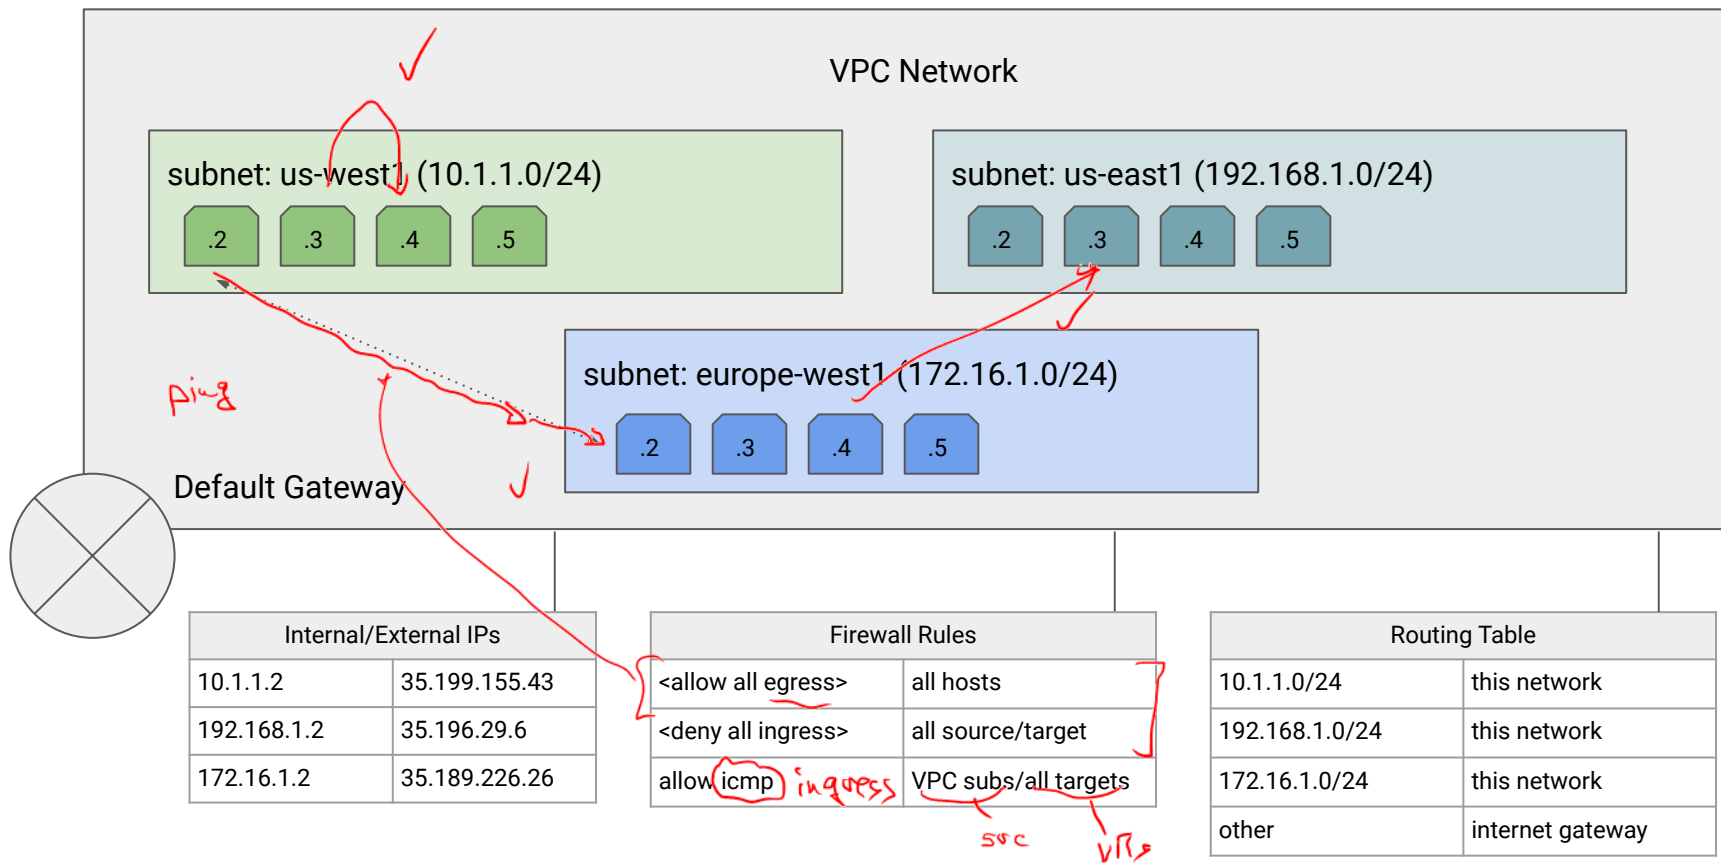 VPC Network
subnet: us-west1 (10.1.1.0/24)
.2 .3 .4 .5
subnet: us-east1 (192.168.1.0/24)
.2 .3 .4 .5
subnet: europe-west1 (172.16.1.0/24)
.2 .3 .4 .5
ping
Default Gateway
Internal/External IPs
10.1.1.2 35.199.155.43
192.168.1.2 35.196.29.6
172.16.1.2 35.189.226.26
Firewall Rules
<allow all egress> all hosts
<deny all ingress> all source/target
allow icmp ingress VPC subs/all targets
src
VMs
Routing Table
10.1.1.0/24 this network
192.168.1.0/24 this network
172.16.1.0/24 this network
other internet gateway